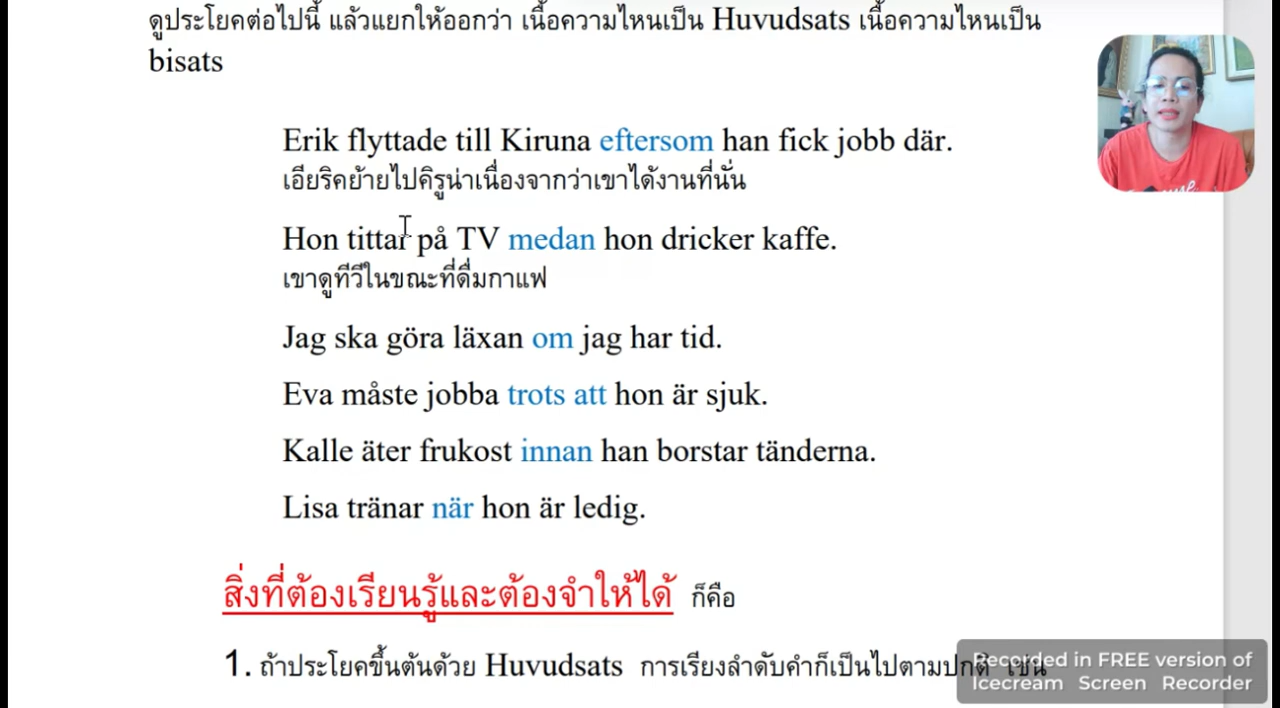 ดูประโยคต่อไปนี้ แล้วแยกให้ออกว่า เนื้อความไหนเป็น Huvudsats เนื้อความไหนเป็น
bisats
Erik flyttade till Kiruna eftersom han fick jobb där.
เอียริคย้ายไปคิรูน่าเนื่องจากว่าเขาได้งานที่นั่น
Hon tittar på TV medan hon dricker kaffe.
เขาดูทีวีในขณะที่ดื่มกาแฟ
Jag ska göra läxan om jag har tid.
Eva måste jobba trots att hon är sjuk.
Kalle äter frukost innan han borstar tänderna.
Lisa tränar när hon är ledig.
สิ่งที่ต้องเรียนรู้และต้องจำให้ได้ ก็คือ
1. ถ้าประโยคขึ้นต้นด้วย Huvudsats การเรียงลำดับคำก็เป็นไปตามปกติ เช่น
Recorded in FREE version of
Icecream Screen Recorder